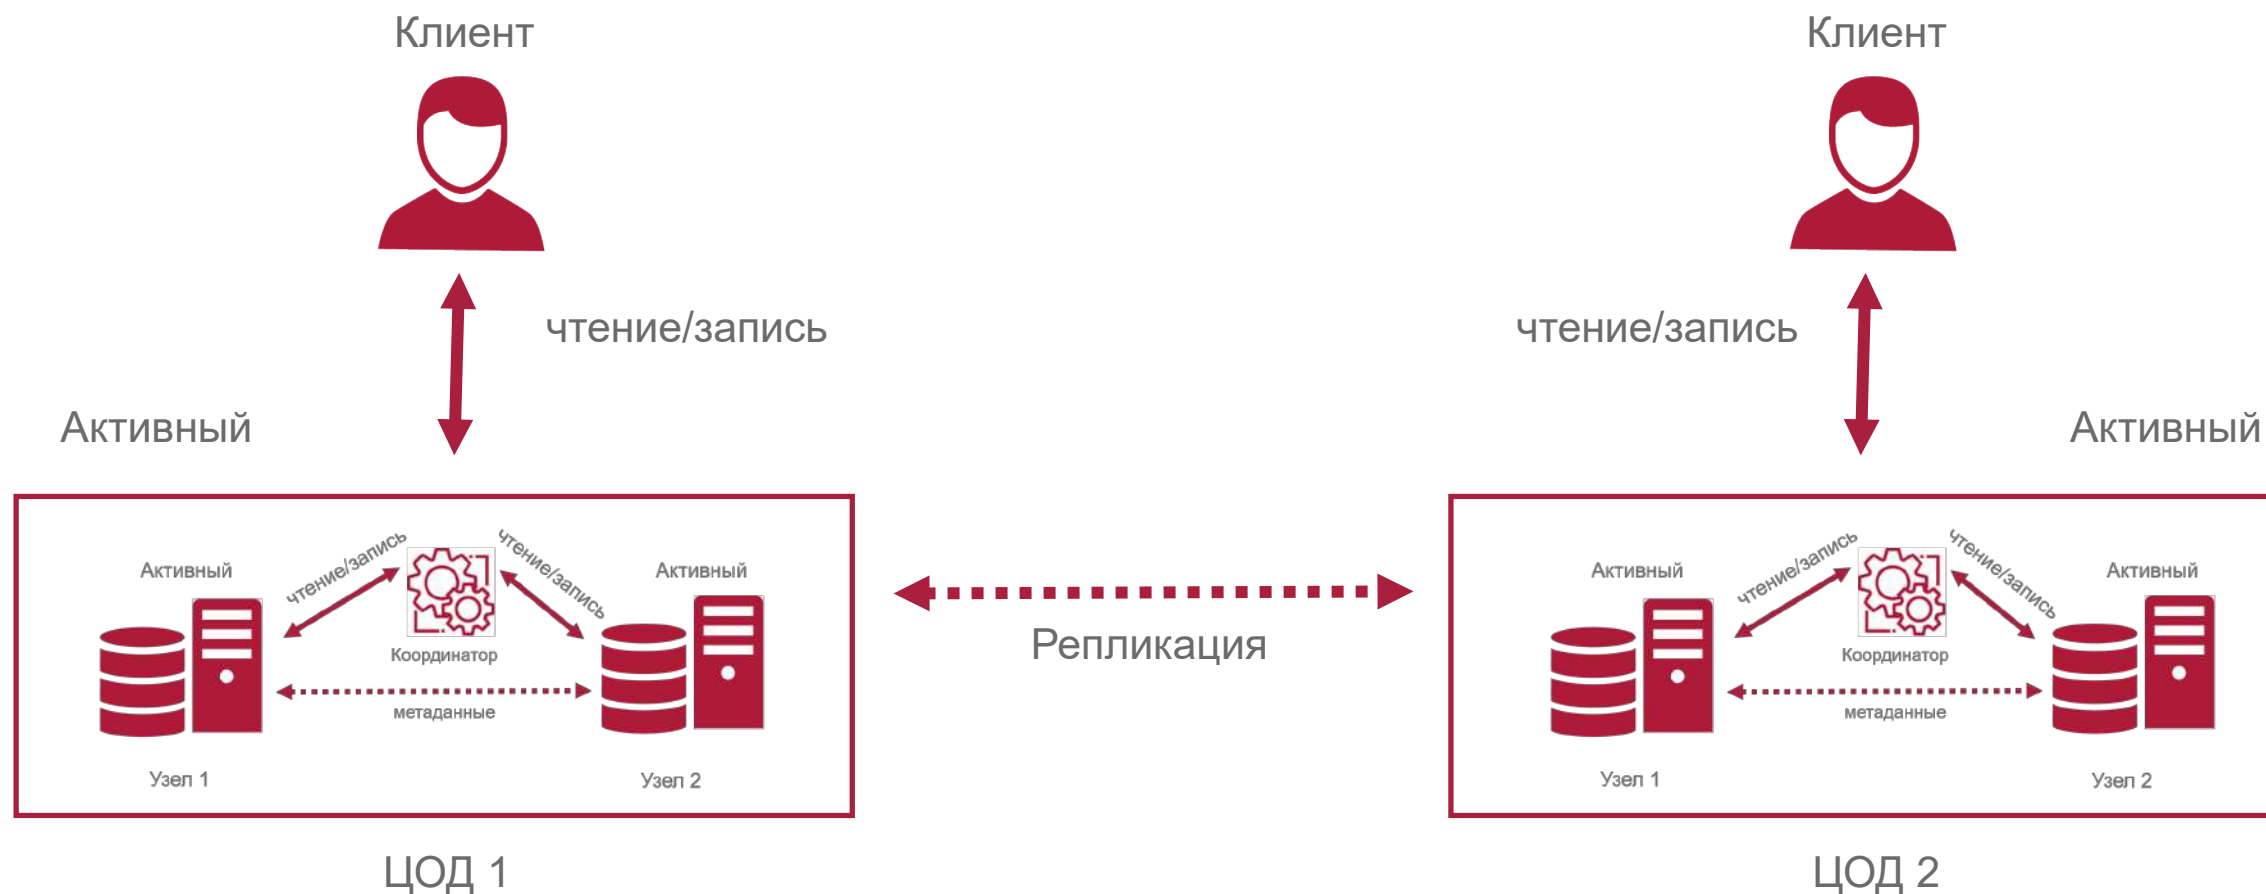 Клиент
Клиент
чтение/запись
чтение/запись
Активный
Активный
Активный
чтение/запись
чтение/запись
Активный
Координатор
метаданные
Узел 1
Узел 2
ЦОД 1
Репликация
Активный
чтение/запись
чтение/запись
Активный
Координатор
метаданные
Узел 1
Узел 2
ЦОД 2